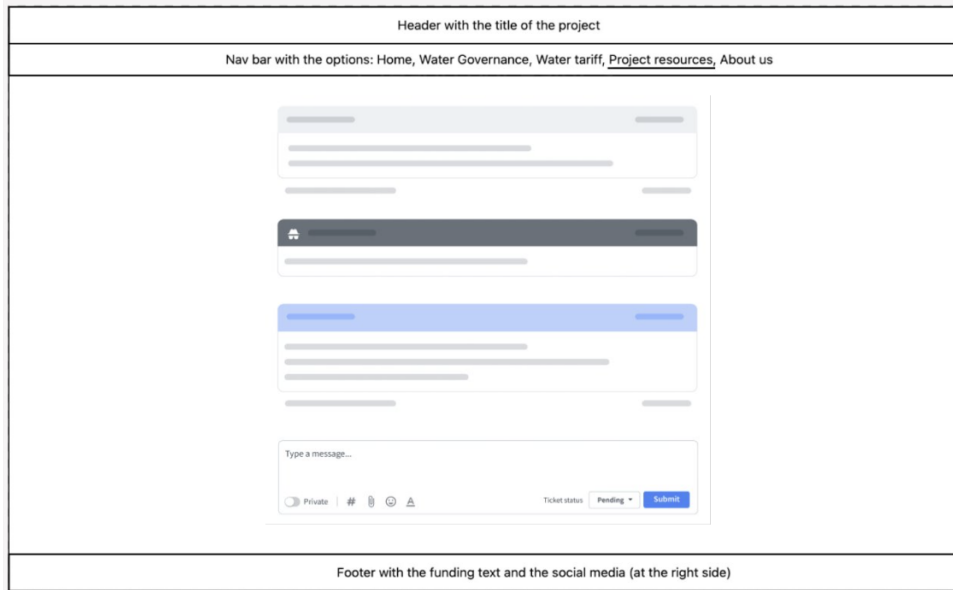 Header with the title of the project
Nav bar with the options: Home, Water Governance, Water tariff, Project resources, About us
Type a message...
Private # A Ticket status Pending Submit
Footer with the funding text and the social media (at the right side)